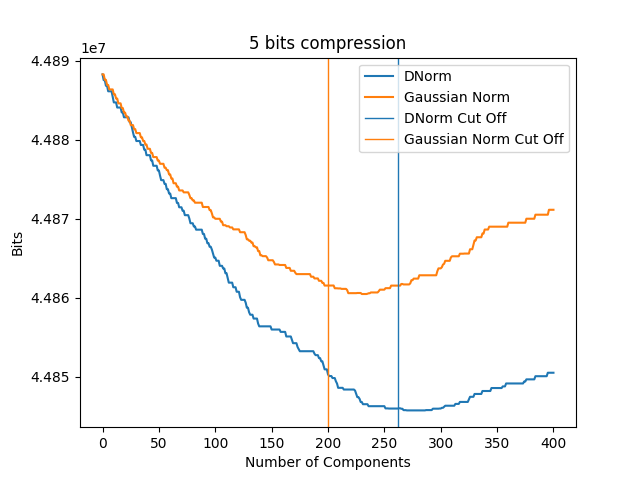 5 bits compression
1e7
4.489
4.488
4.487
4.486
4.485
Bits
DNorm
Gaussian Norm
DNorm Cut Off
Gaussian Norm Cut Off
0 50 100 150 200 250 300 350 400
Number of Components